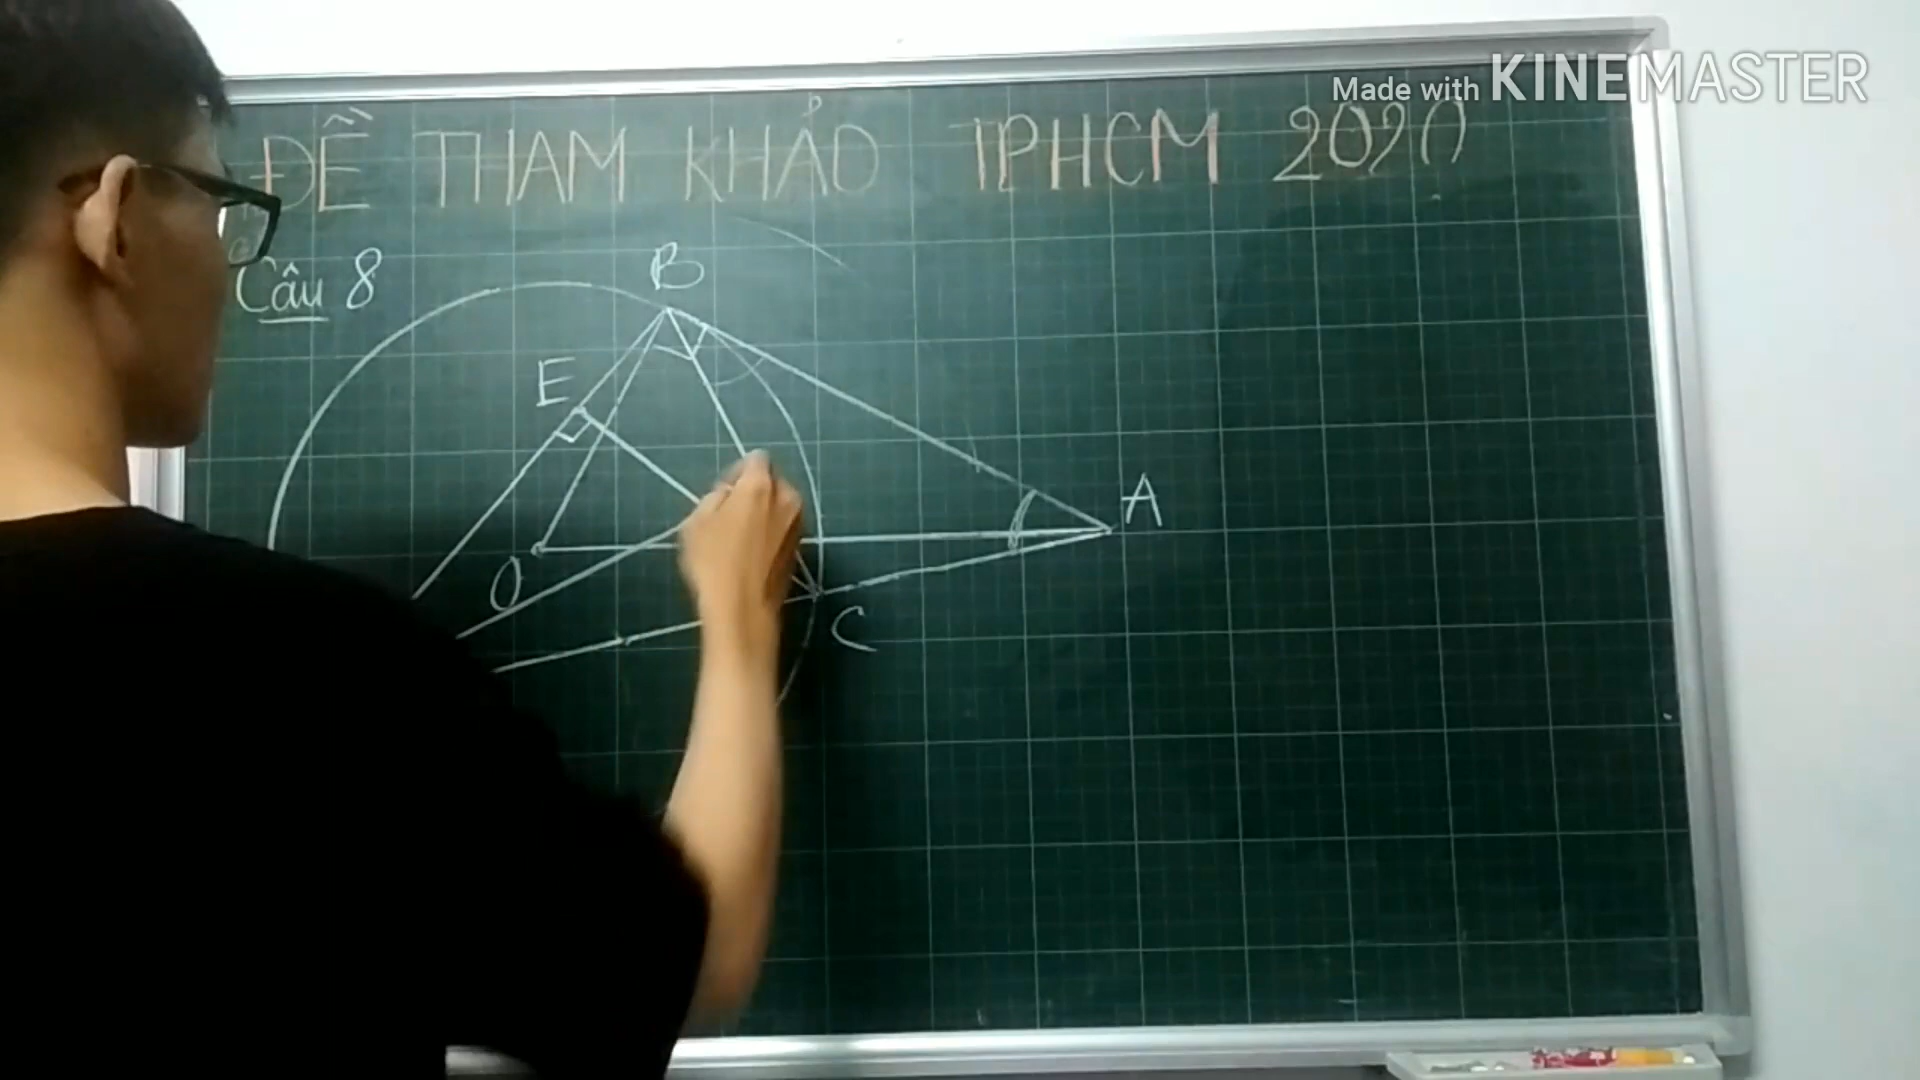 Made with KINEMASTER
ĐỀ THAM KHẢO TPHCM 2020
Câu 8
B
E
A
O
C